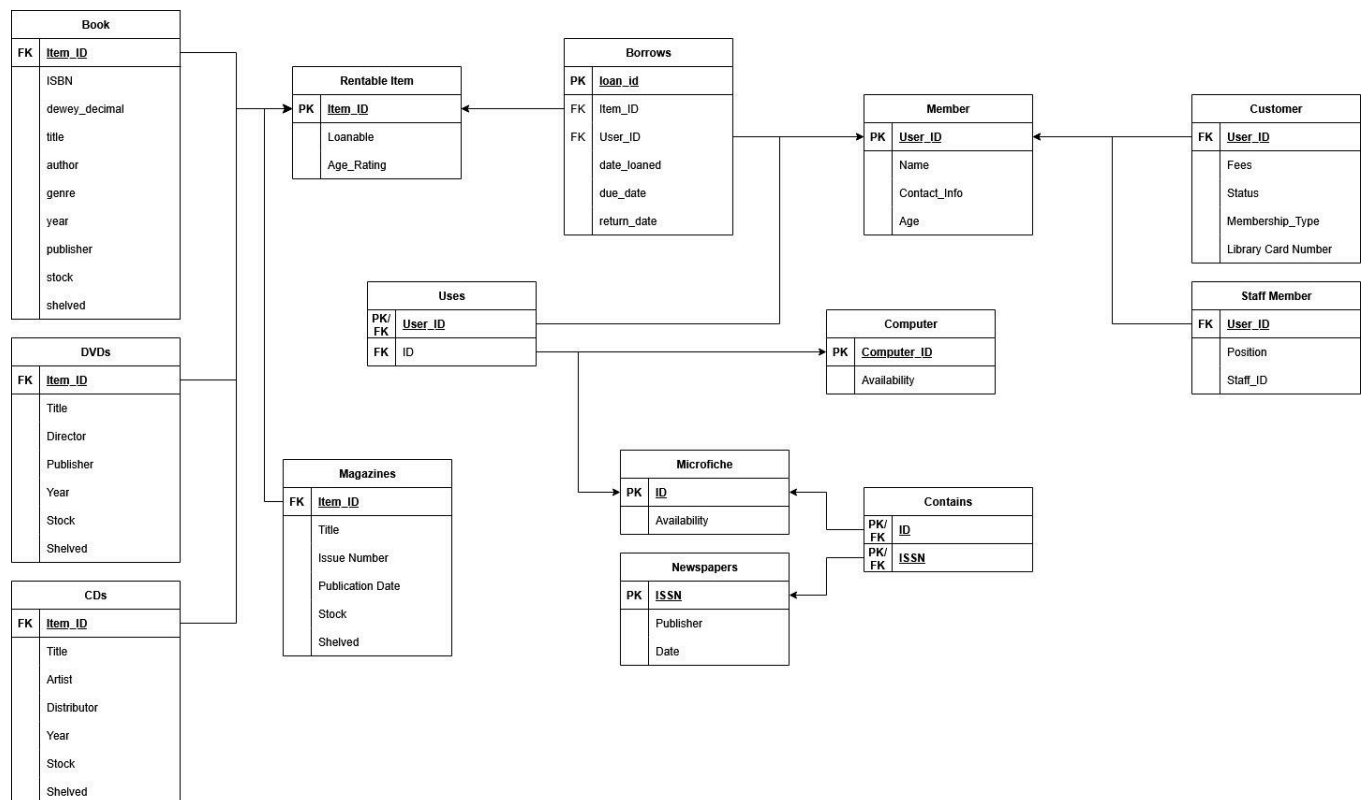 Book
FK Item_ID
ISBN
dewey_decimal
title
author
genre
year
publisher
stock
shelved
DVDs
FK Item_ID
Title
Director
Publisher
Year
Stock
Shelved
CDs
FK Item_ID
Title
Artist
Distributor
Year
Stock
Shelved
Rentable Item
PK Item_ID
Loanable
Age_Rating
Magazines
FK Item_ID
Title
Issue Number
Publication Date
Stock
Shelved
Borrows
PK loan_id
FK Item_ID
FK User_ID
date_loaned
due_date
return_date
Uses
PK/
FK User_ID
FK ID
Microfiche
PK ID
Availability
Newspapers
PK ISSN
Publisher
Date
Member
PK User_ID
Name
Contact_Info
Age
Computer
PK Computer_ID
Availability
Contains
PK/
FK ID
PK/
FK ISSN
Customer
FK User_ID
Fees
Status
Membership_Type
Library Card Number
Staff Member
FK User_ID
Position
Staff_ID